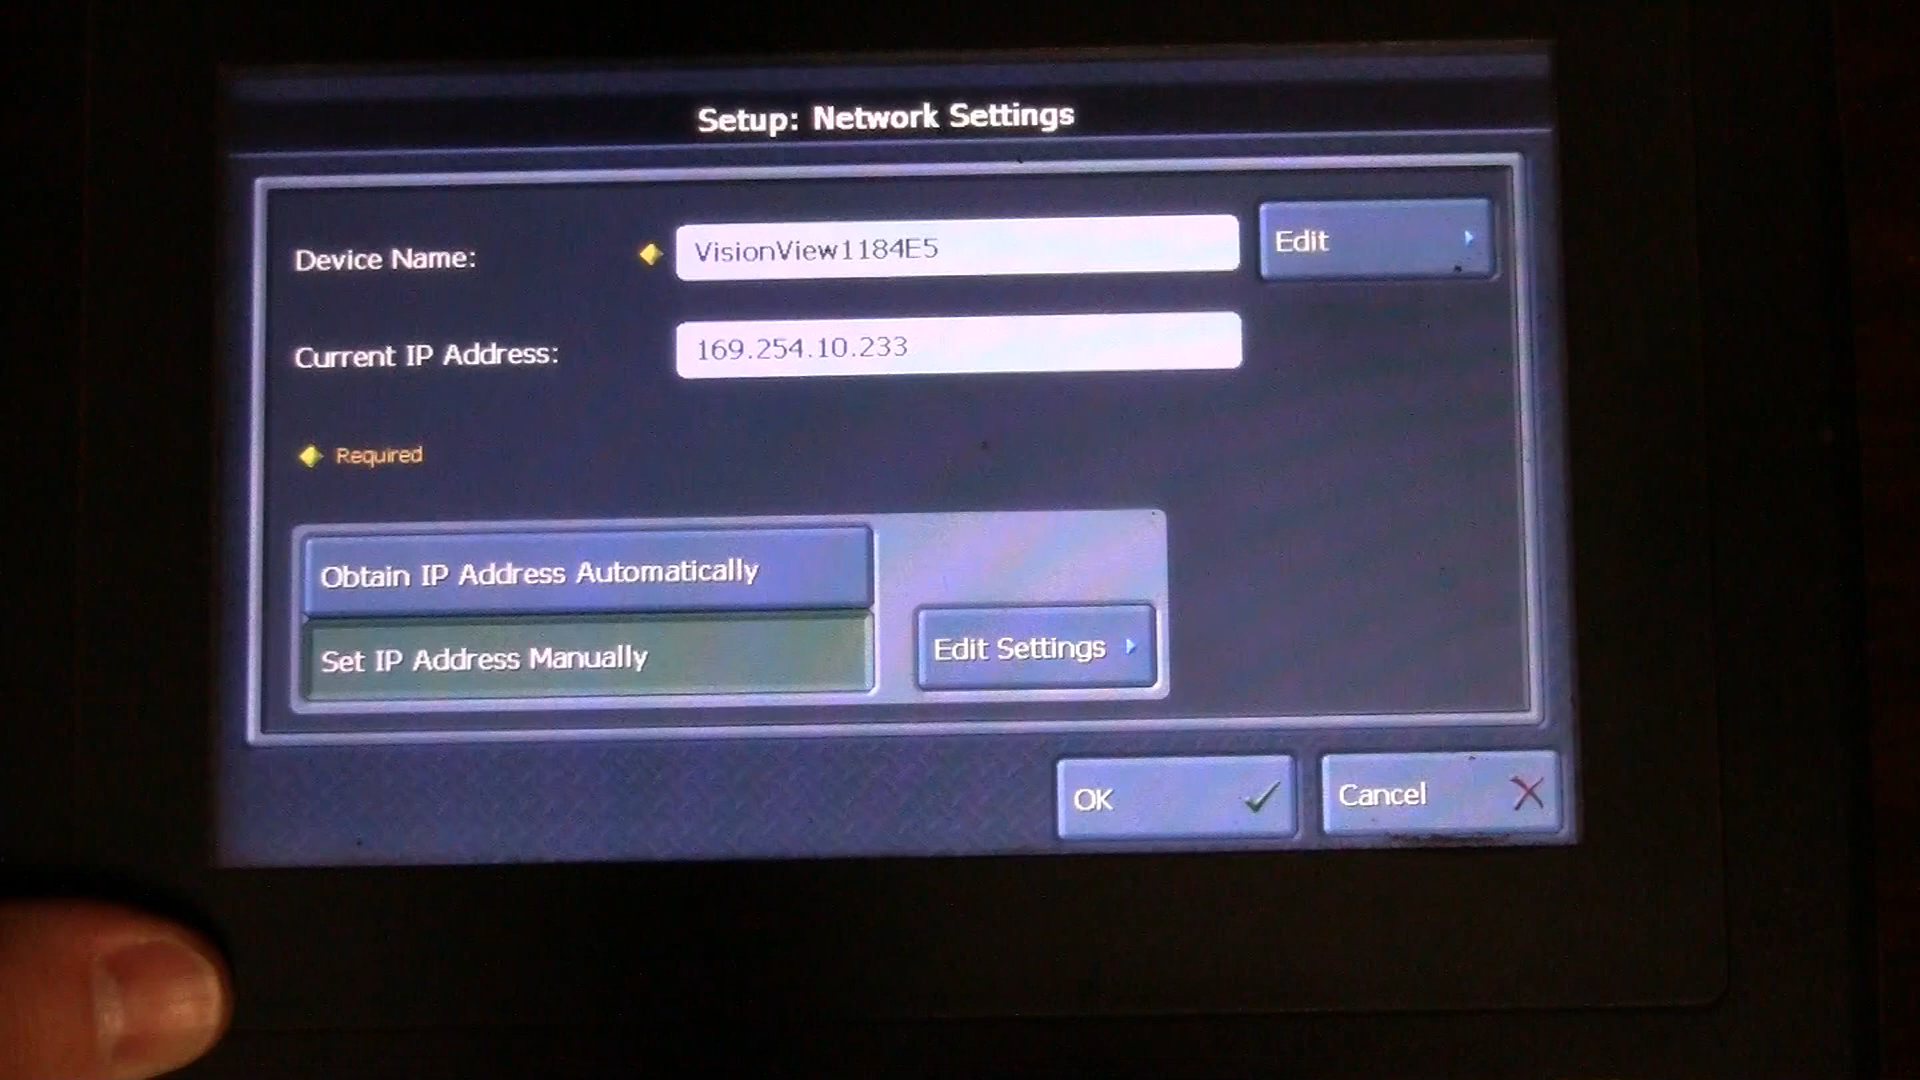 Setup: Network Settings
Device Name: VisionView1184E5 Edit
Current IP Address: 169.254.10.233
Required
Obtain IP Address Automatically
Set IP Address Manually Edit Settings
OK Cancel